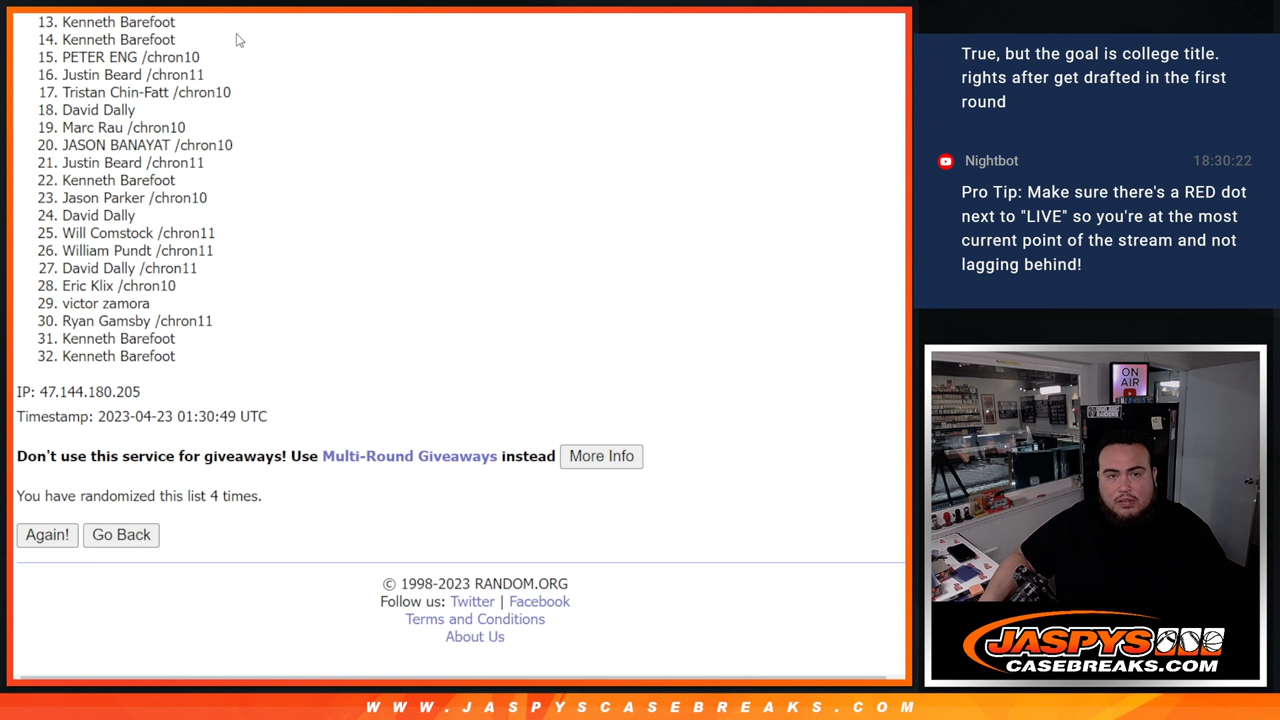 13. Kenneth Barefoot
14. Kenneth Barefoot
15. PETER ENG /chron10
16. Justin Beard /chron11
17. Tristan Chin-Fatt /chron10
18. David Dally
19. Marc Rau /chron10
20. JASON BANAYAT /chron10
21. Justin Beard /chron11
22. Kenneth Barefoot
23. Jason Parker /chron10
24. David Dally
25. Will Comstock /chron11
26. William Pundt /chron11
27. David Dally /chron11
28. Eric Klix /chron10
29. victor zamora
30. Ryan Gamsby /chron11
31. Kenneth Barefoot
32. Kenneth Barefoot
IP: 47.144.180.205
Timestamp: 2023-04-23 01:30:49 UTC
Don't use this service for giveaways! Use Multi-Round Giveaways instead More Info
You have randomized this list 4 times.
Again! Go Back
© 1998-2023 RANDOM.ORG
Follow us: Twitter | Facebook
Terms and Conditions
About Us
True, but the goal is college title.
rights after get drafted in the first
round
Nightbot 18:30:22
Pro Tip: Make sure there's a RED dot
next to "LIVE" so you're at the most
current point of the stream and not
lagging behind!
ON
AIR
JASPYS
CASEBREAKS.COM
WWW.JASPYSCASEBREAKS.COM